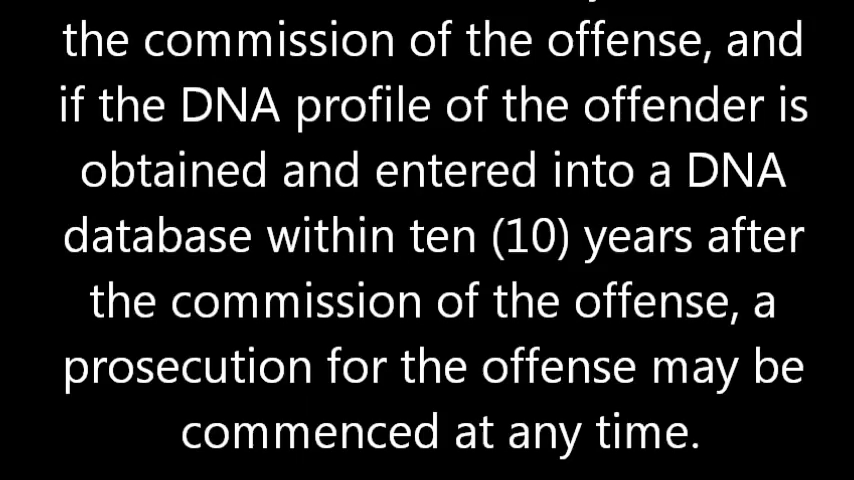 the commission of the offense, and
if the DNA profile of the offender is
obtained and entered into a DNA
database within ten (10) years after
the commission of the offense, a
prosecution for the offense may be
commenced at any time.